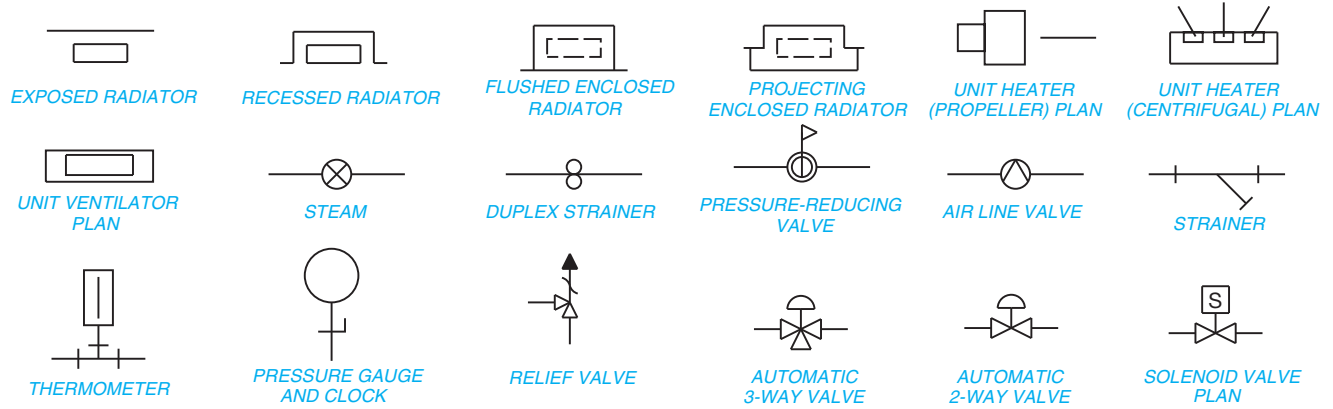 EXPOSED RADIATOR
RECESSED RADIATOR
FLUSHED ENCLOSED
RADIATOR
PROJECTING
ENCLOSED RADIATOR
UNIT HEATER
(PROPELLER) PLAN
UNIT HEATER
(CENTRIFUGAL) PLAN
UNIT VENTILATOR
PLAN
STEAM
DUPLEX STRAINER
PRESSURE-REDUCING
VALVE
AIR LINE VALVE
STRAINER
THERMOMETER
PRESSURE GAUGE
AND CLOCK
RELIEF VALVE
AUTOMATIC
3-WAY VALVE
AUTOMATIC
2-WAY VALVE
S
SOLENOID VALVE
PLAN